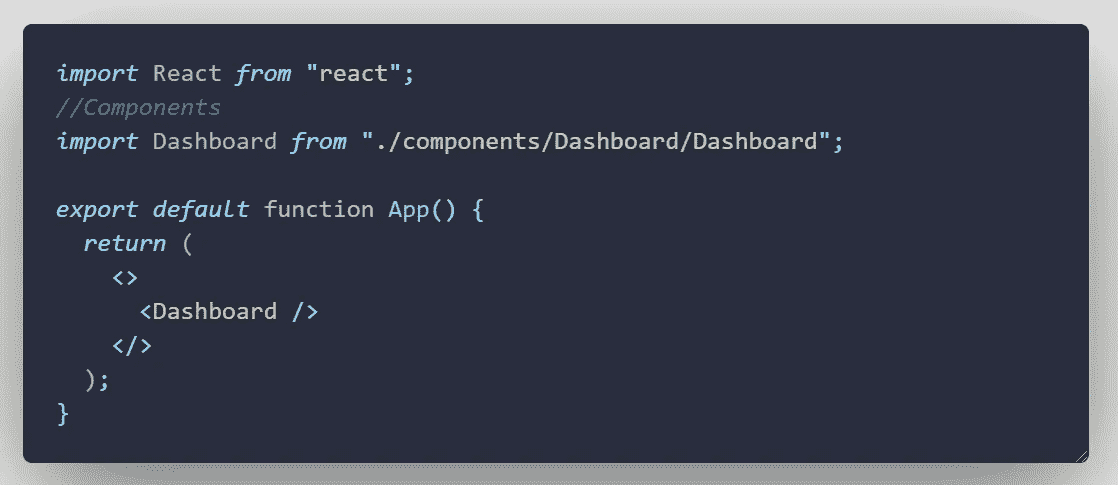 import React from "react";
//Components
import Dashboard from "./components/Dashboard/Dashboard";

export default function App() {
  return (
    <>
      <Dashboard />
    </>
  );
}